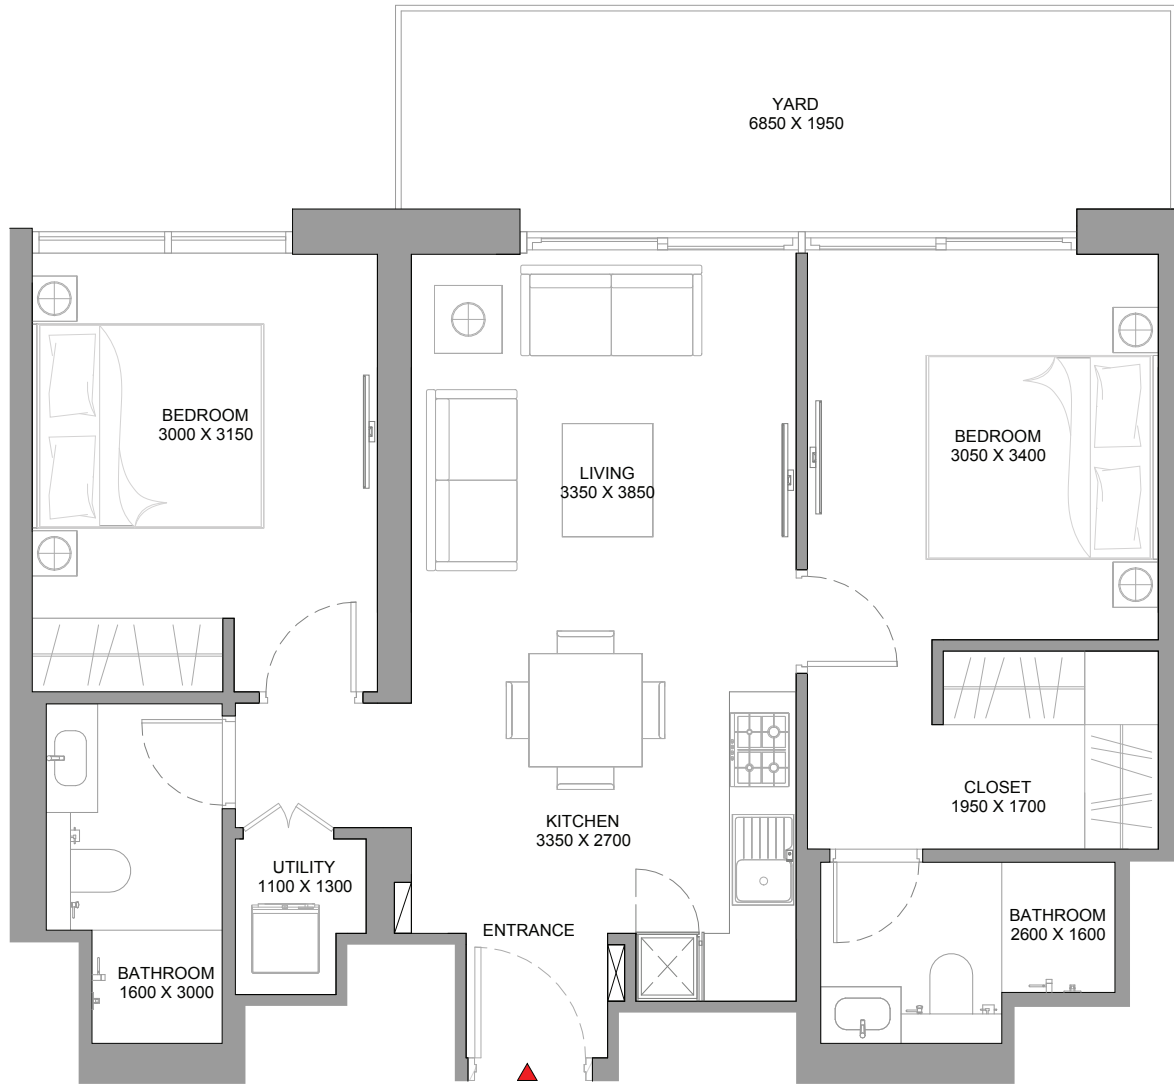 YARD
6850 X 1950
BEDROOM
3000 X 3150
BEDROOM
3050 X 3400
LIVING
3350 X 3850
CLOSET
1950 X 1700
KITCHEN
3350 X 2700
UTILITY
1100 X 1300
BATHROOM
2600 X 1600
ENTRANCE
BATHROOM
1600 X 3000